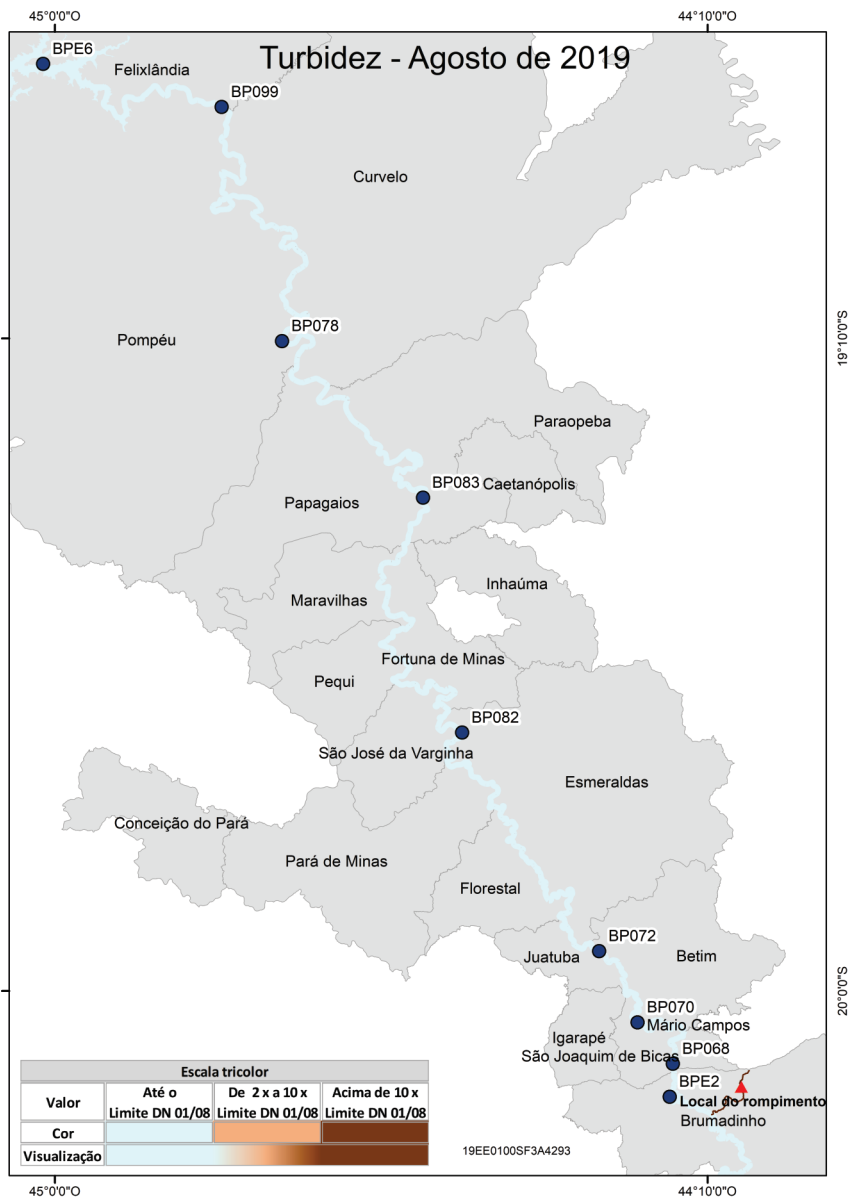 45°0'0"O
44°10'0"O
Turbidez - Agosto de 2019
BPE6
Felixlândia
BP099
Curvelo
BP078
Pompéu
19°10'0"S
Paraopeba
BP083
Caetanópolis
Papagaios
Inhaúma
Maravilhas
Fortuna de Minas
Pequi
BP082
São José da Varginha
Esmeraldas
Conceição do Pará
Pará de Minas
Florestal
BP072
Juatuba
Betim
20°0'0"S
BP070
Mário Campos
Igarapé
BP068
São Joaquim de Bicas
BPE2
Local do rompimento
Brumadinho
Escala tricolor
Valor
Até o
Limite DN 01/08
De 2 x a 10 x
Limite DN 01/08
Acima de 10 x
Limite DN 01/08
Cor
Visualização
19EE0100SF3A4293
45°0'0"O
44°10'0"O